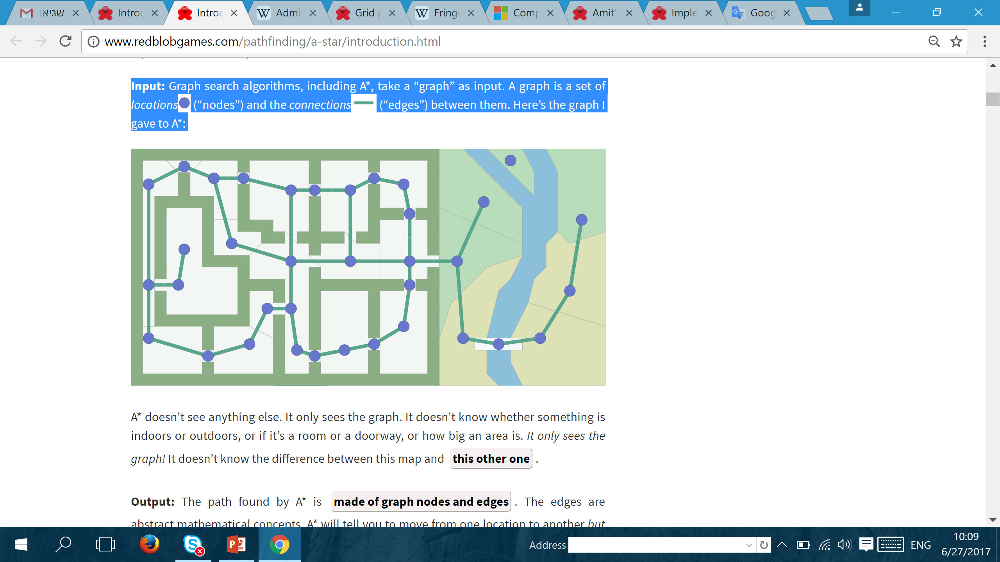 שגיאה
Introd
Introd
Admi
Grid p
Fringe
Comp
Amit'
Imple
Goog
www.redblobgames.com/pathfinding/a-star/introduction.html
Input: Graph search algorithms, including A*, take a “graph” as input. A graph is a set of
locations (“nodes”) and the connections (“edges”) between them. Here’s the graph I
gave to A*:
A* doesn’t see anything else. It only sees the graph. It doesn’t know whether something is
indoors or outdoors, or if it’s a room or a doorway, or how big an area is. It only sees the
graph! It doesn’t know the difference between this map and this other one .
Output: The path found by A* is made of graph nodes and edges . The edges are
abstract mathematical concepts. A* will tell you to move from one location to another but
Address
ENG
10:09
6/27/2017